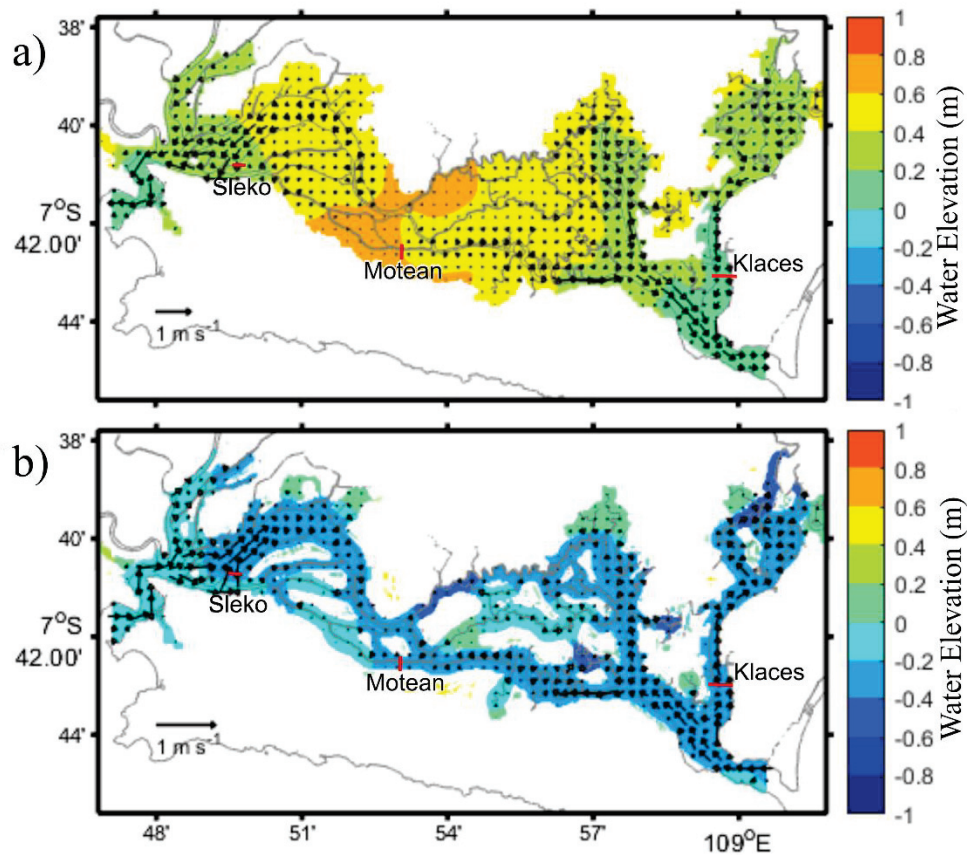 a)
38'
40'
7°S
42.00'
44'
Sleko
Motean
Klaces
1 m s⁻¹
1
0.8
0.6
0.4
0.2
0
-0.2
-0.4
-0.6
-0.8
-1
Water Elevation (m)
b)
38'
40'
7°S
42.00'
44'
Sleko
Motean
Klaces
1 m s⁻¹
48'
51'
54'
57'
109°E
1
0.8
0.6
0.4
0.2
0
-0.2
-0.4
-0.6
-0.8
-1
Water Elevation (m)